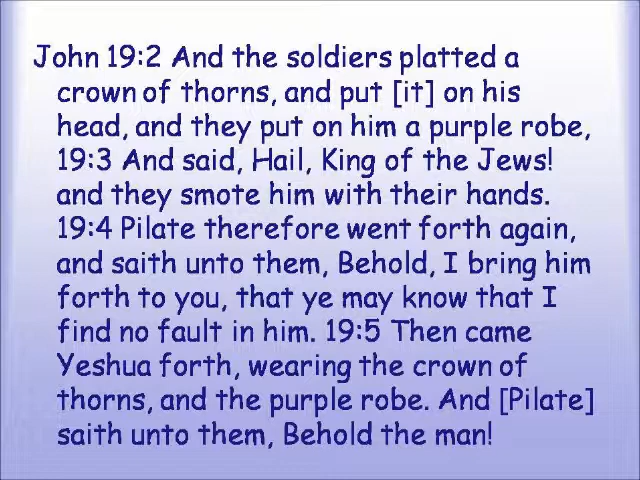 John 19:2 And the soldiers platted a
crown of thorns, and put [it] on his
head, and they put on him a purple robe,
19:3 And said, Hail, King of the Jews!
and they smote him with their hands.
19:4 Pilate therefore went forth again,
and saith unto them, Behold, I bring him
forth to you, that ye may know that I
find no fault in him. 19:5 Then came
Yeshua forth, wearing the crown of
thorns, and the purple robe. And [Pilate]
saith unto them, Behold the man!